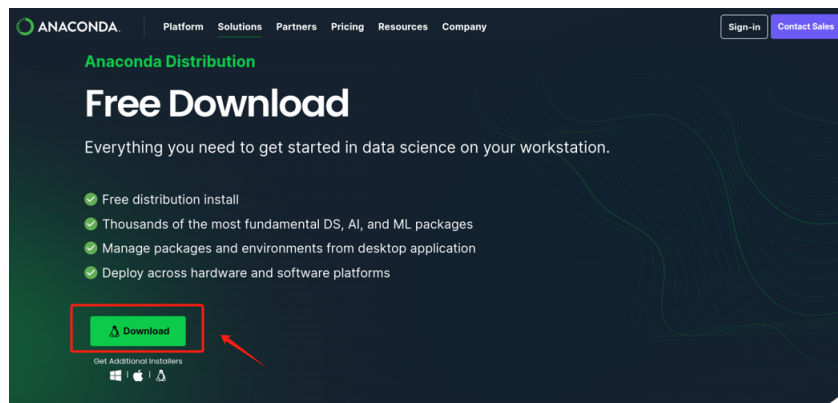 ANACONDA. Platform Solutions Partners Pricing Resources Company Sign-in Contact Sales
Anaconda Distribution
Free Download
Everything you need to get started in data science on your workstation.
Free distribution install
Thousands of the most fundamental DS, AI, and ML packages
Manage packages and environments from desktop application
Deploy across hardware and software platforms
Download
Get Additional Installers